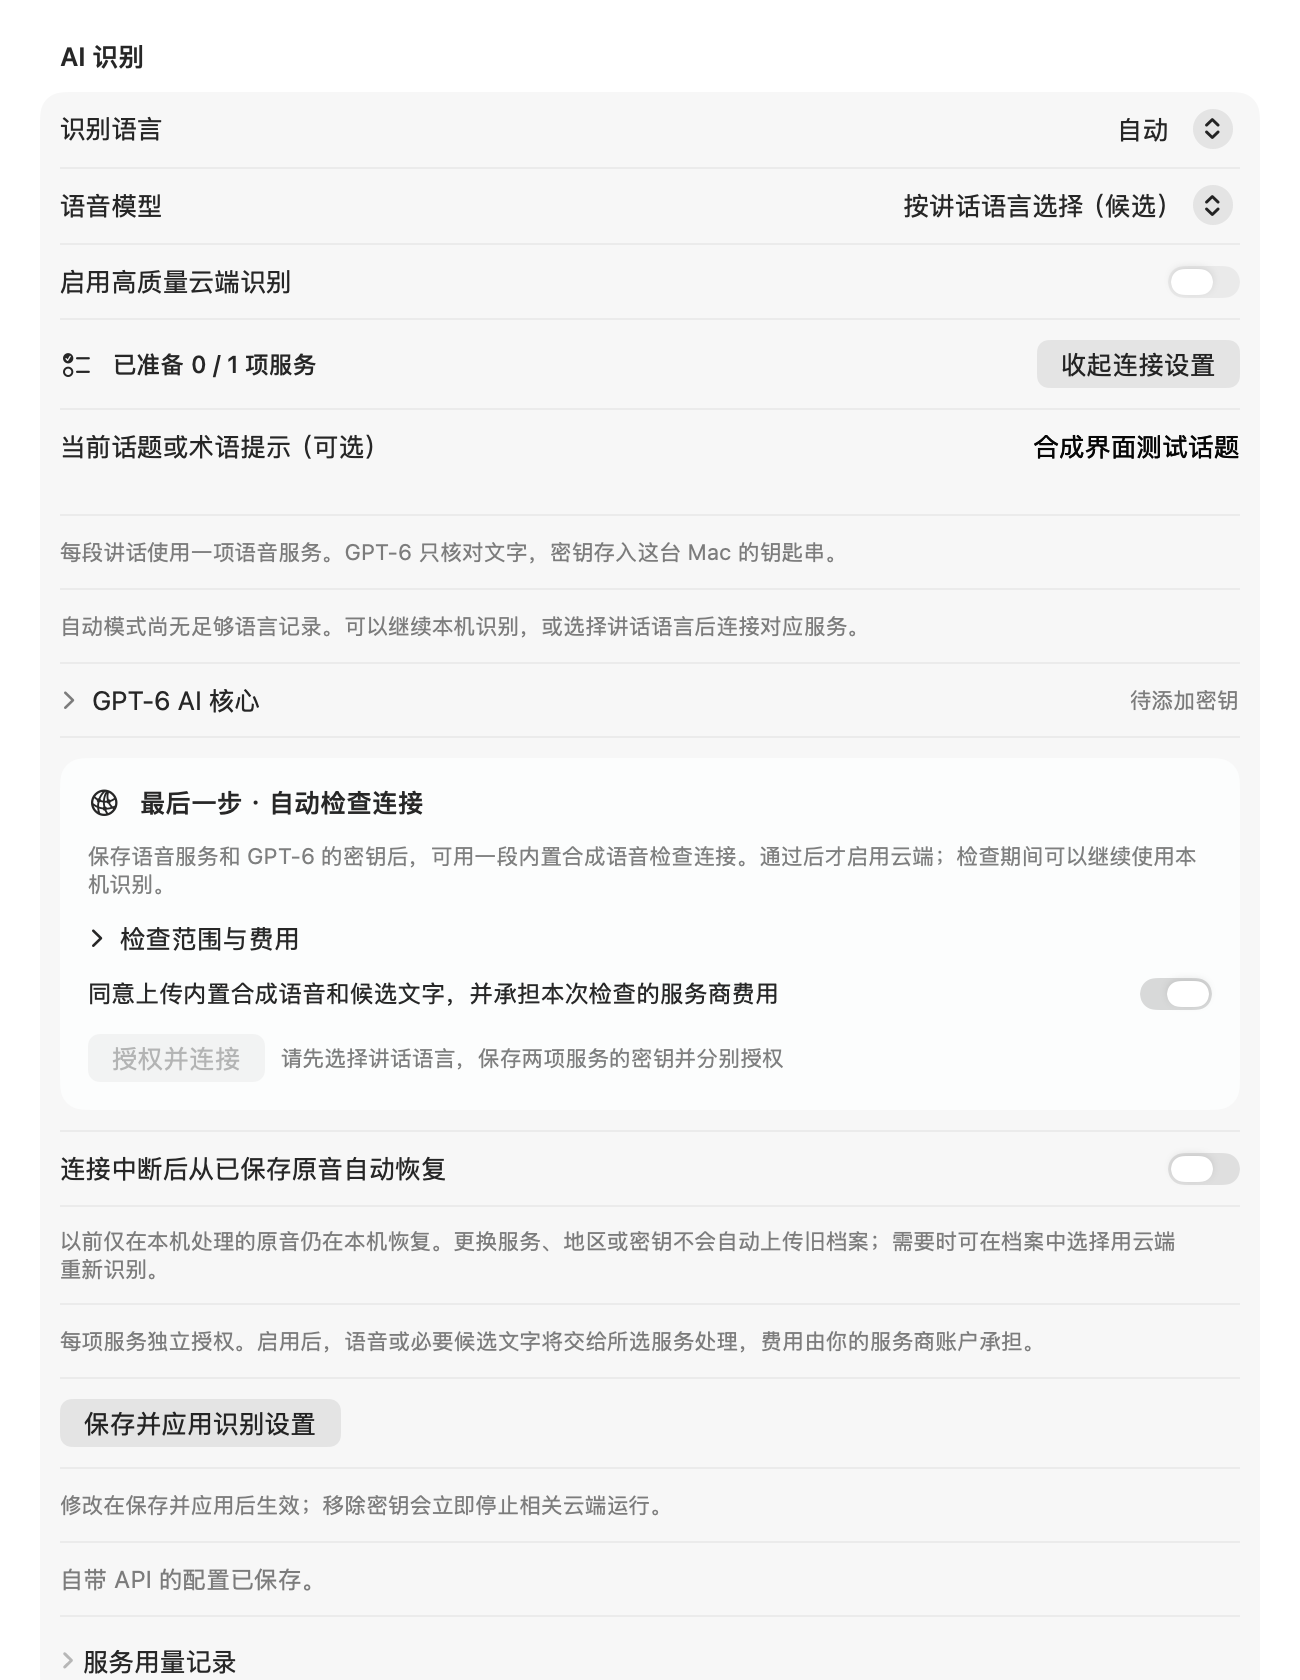 AI 识别
识别语言
自动
语音模型
按讲话语言选择（候选）
启用高质量云端识别
已准备 0 / 1 项服务
收起连接设置
当前话题或术语提示（可选）
合成界面测试话题
每段讲话使用一项语音服务。GPT-6 只核对文字，密钥存入这台 Mac 的钥匙串。
自动模式尚无足够语言记录。可以继续本机识别，或选择讲话语言后连接对应服务。
GPT-6 AI 核心
待添加密钥
最后一步 · 自动检查连接
保存语音服务和 GPT-6 的密钥后，可用一段内置合成语音检查连接。通过后才启用云端；检查期间可以继续使用本
机识别。
检查范围与费用
同意上传内置合成语音和候选文字，并承担本次检查的服务商费用
授权并连接
请先选择讲话语言，保存两项服务的密钥并分别授权
连接中断后从已保存原音自动恢复
以前仅在本机处理的原音仍在本机恢复。更换服务、地区或密钥不会自动上传旧档案；需要时可在档案中选择用云端
重新识别。
每项服务独立授权。启用后，语音或必要候选文字将交给所选服务处理，费用由你的服务商账户承担。
保存并应用识别设置
修改在保存并应用后生效；移除密钥会立即停止相关云端运行。
自带 API 的配置已保存。
服务用量记录